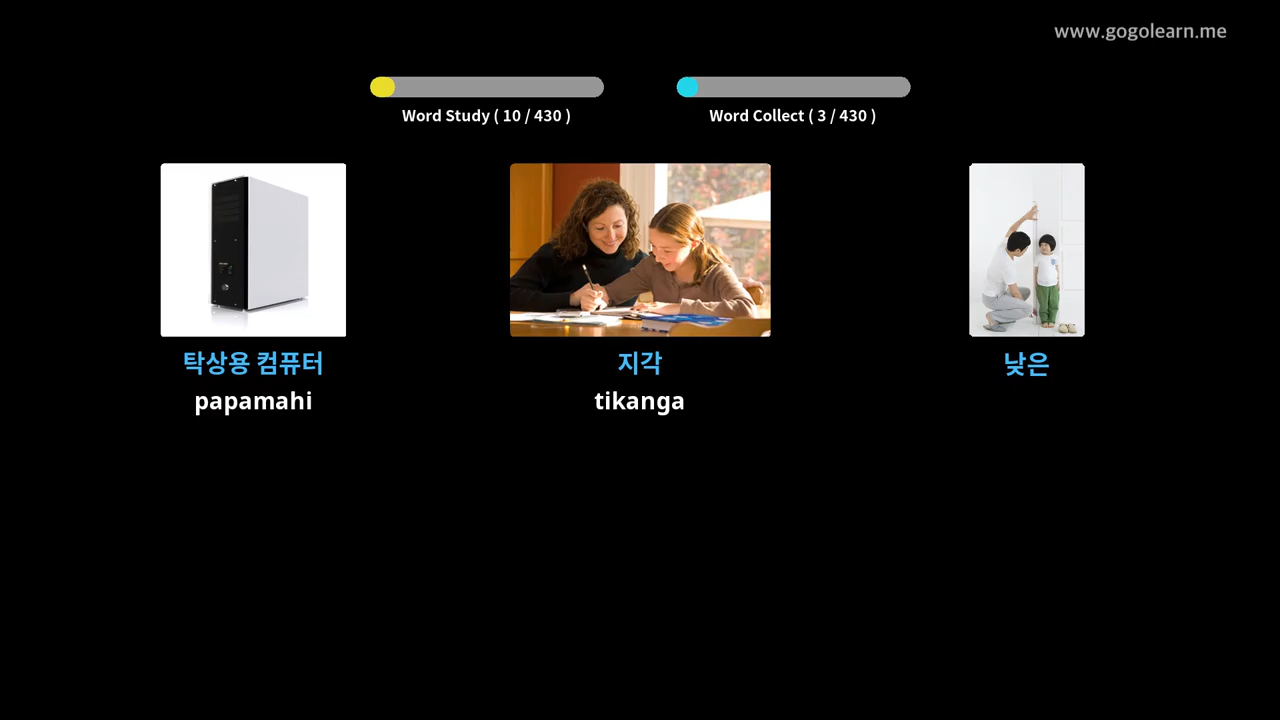 www.gogolearn.me
Word Study ( 10 / 430 )
Word Collect ( 3 / 430 )
탁상용 컴퓨터
papamahi
지각
tikanga
낮은